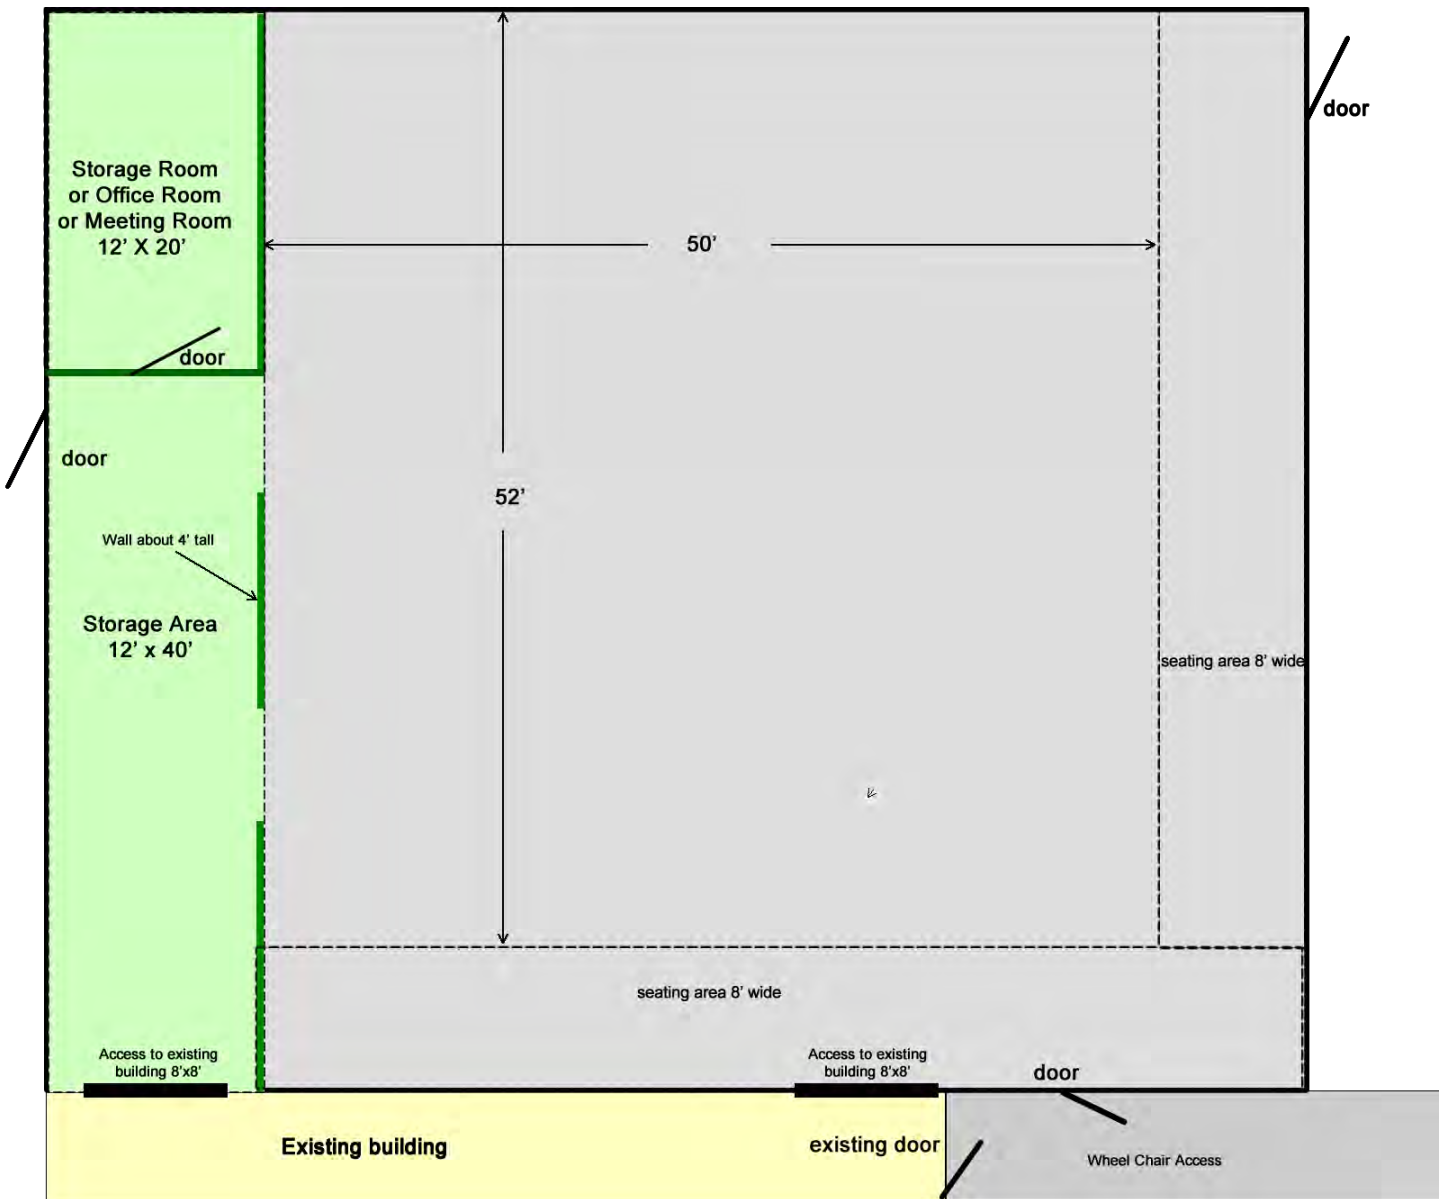 door
Storage Room
or Office Room
or Meeting Room
12’ X 20’
50’
door
door
52’
Wall about 4’ tall
Storage Area
12’ x 40’
seating area 8’ wide
seating area 8’ wide
Access to existing
building 8’x8’
Access to existing
building 8’x8’
door
Existing building
existing door
Wheel Chair Access